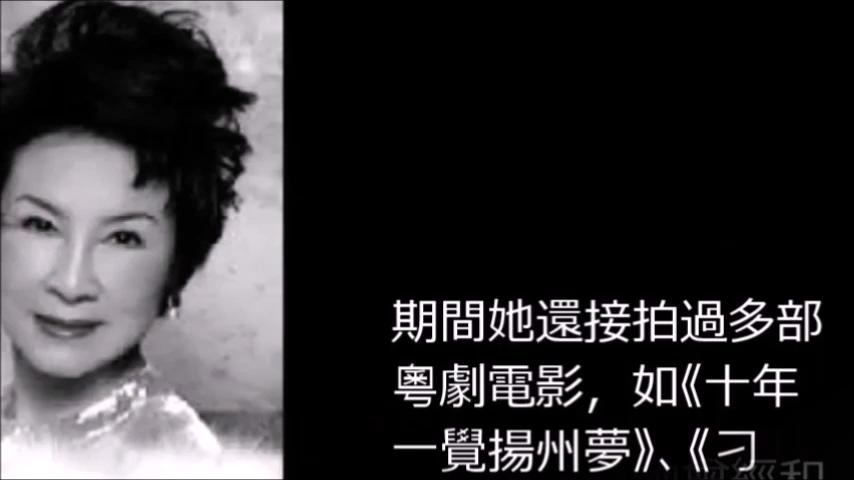 期間她還接拍過多部
粵劇電影，如《十年
一覺揚州夢》、《刁